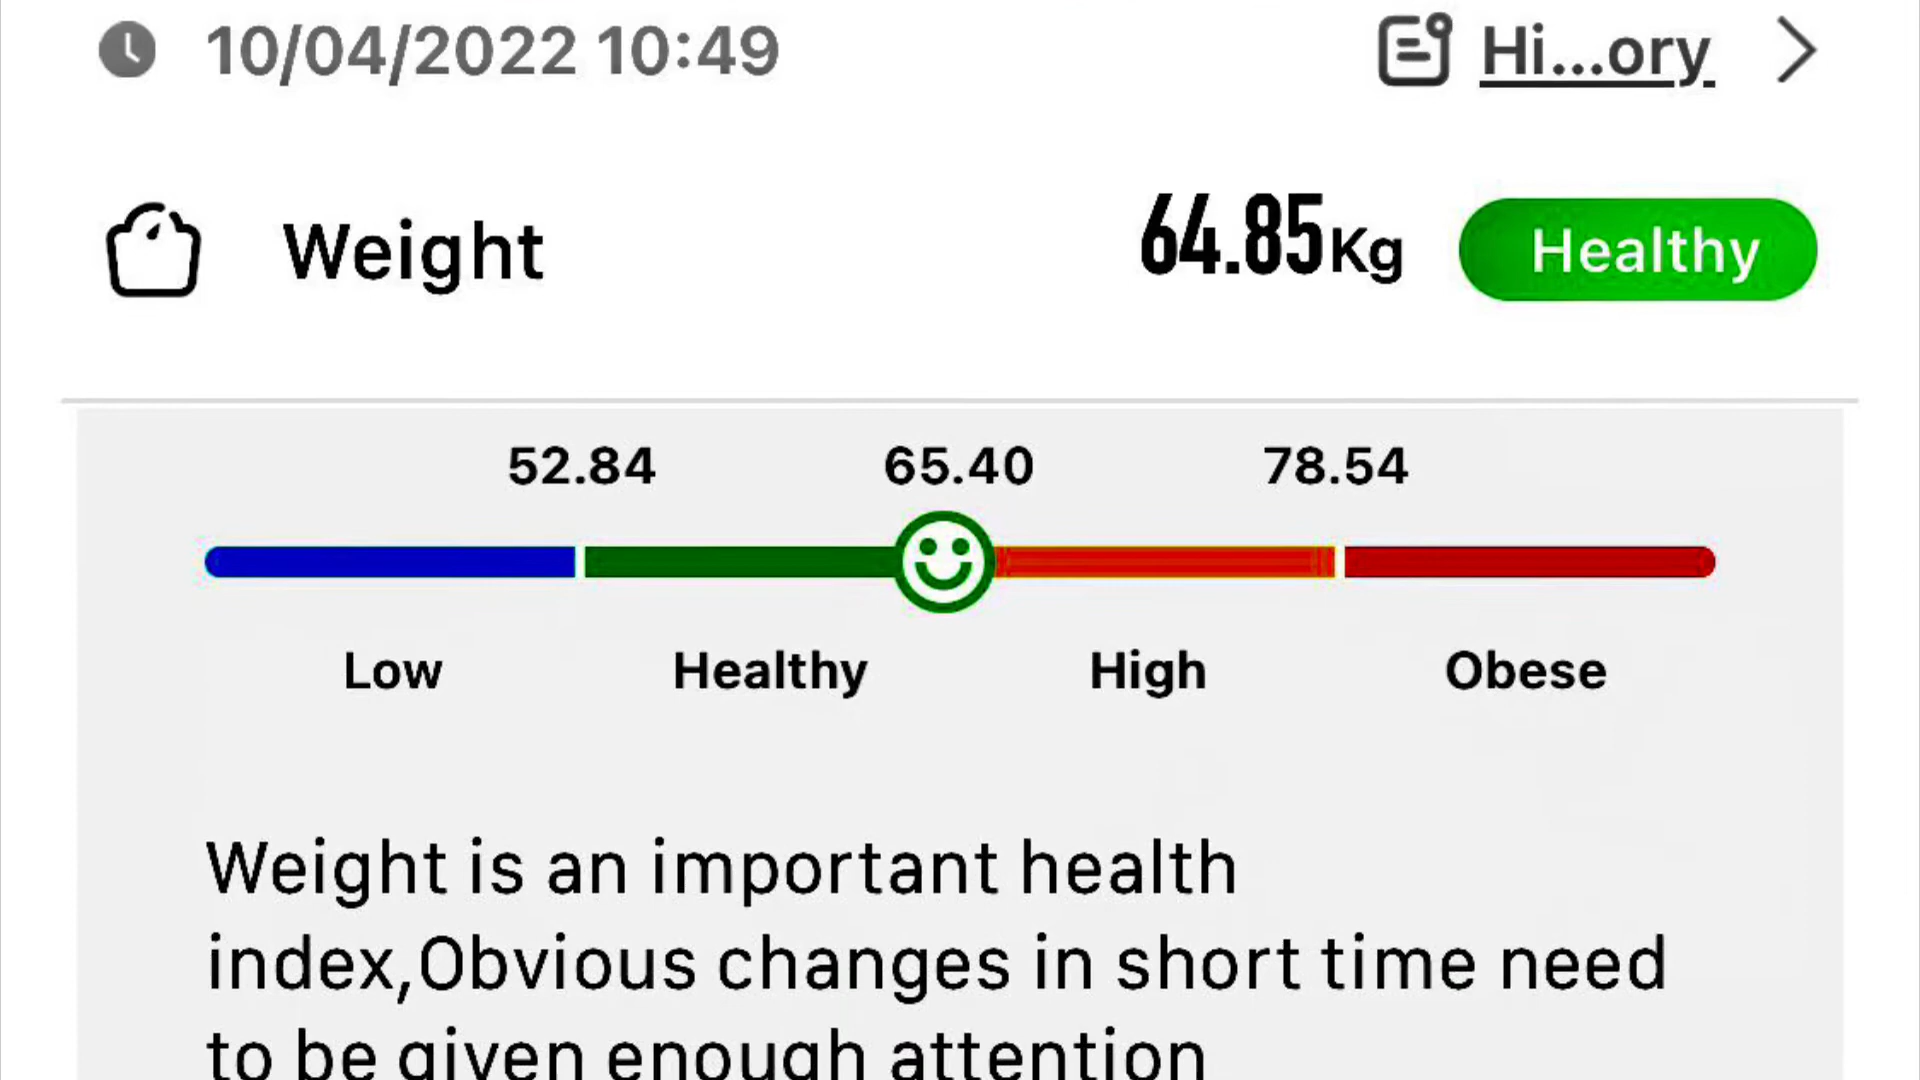 10/04/2022 10:49 Hi...ory
Weight 64.85Kg Healthy
52.84 65.40 78.54
Low Healthy High Obese
Weight is an important health
index,Obvious changes in short time need
to be given enough attention